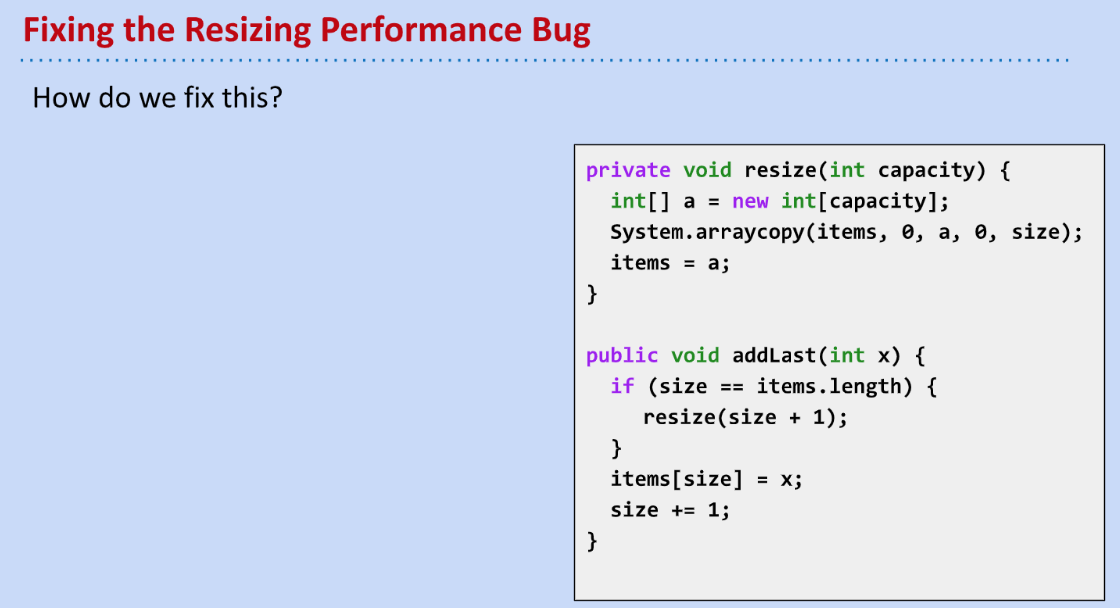 Fixing the Resizing Performance Bug
How do we fix this?
private void resize(int capacity) {
  int[] a = new int[capacity];
  System.arraycopy(items, 0, a, 0, size);
  items = a;
}

public void addLast(int x) {
  if (size == items.length) {
    resize(size + 1);
  }
  items[size] = x;
  size += 1;
}